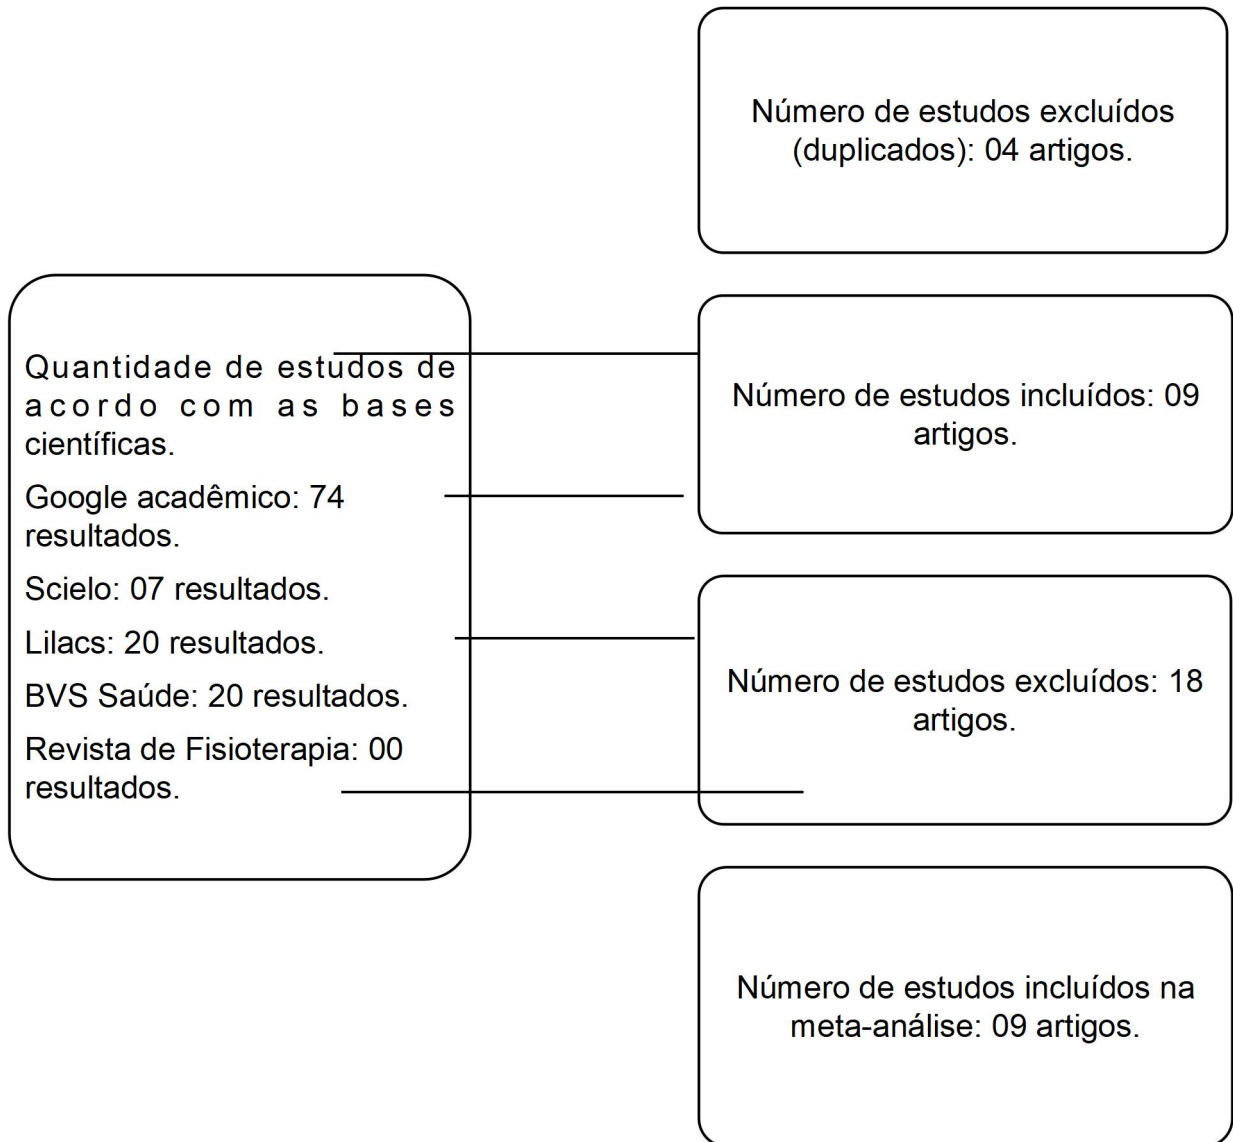 Número de estudos excluídos
(duplicados): 04 artigos.
Quantidade de estudos de
acordo com as bases
científicas.
Google acadêmico: 74
resultados.
Scielo: 07 resultados.
Lilacs: 20 resultados.
BVS Saúde: 20 resultados.
Revista de Fisioterapia: 00
resultados.
Número de estudos incluídos: 09
artigos.
Número de estudos excluídos: 18
artigos.
Número de estudos incluídos na
meta-análise: 09 artigos.